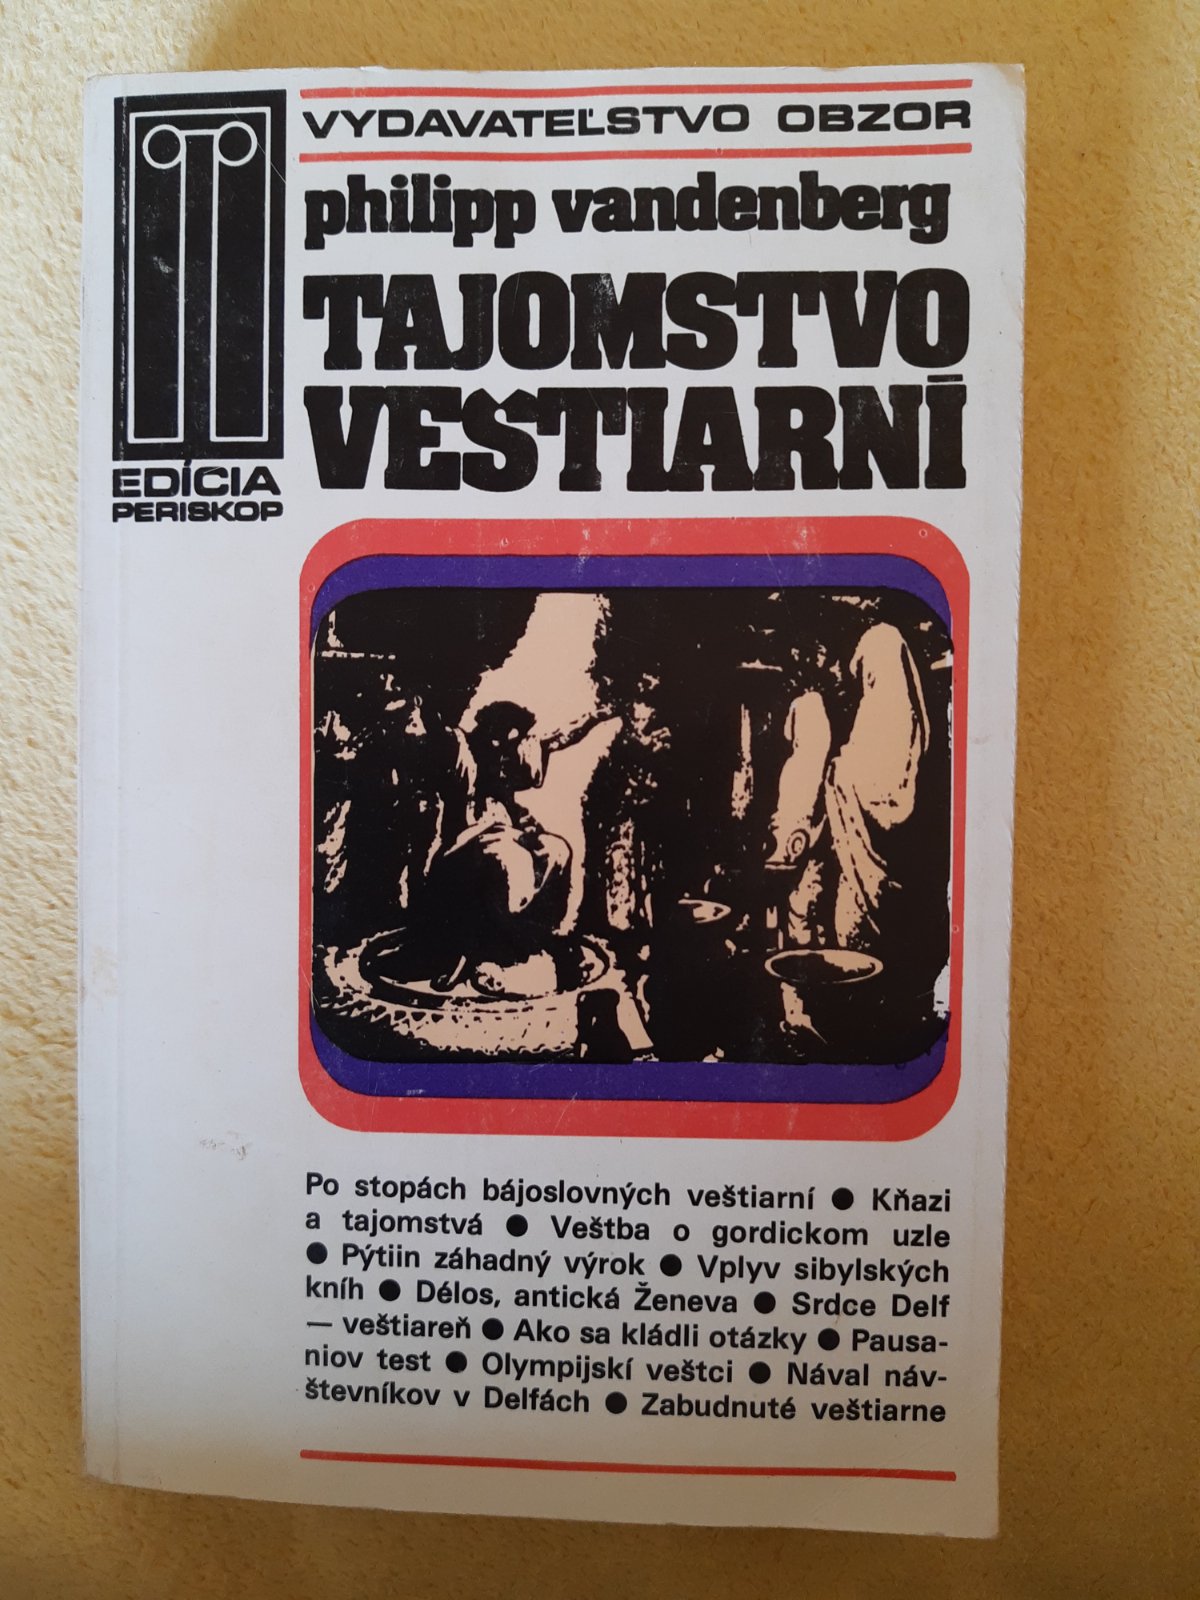 VYDAVATEĽSTVO OBZOR
philipp vandenberg
TAJOMSTVO
VEŠTIARNÍ
EDÍCIA
PERISKOP
Po stopách bájoslovných veštiarní ● Kňazi
a tajomstvá ● Veštba o gordickom uzle
● Pýtiin záhadný výrok ● Vplyv sibylských
kníh ● Délos, antická Ženeva ● Srdce Delf
— veštiareň ● Ako sa kládli otázky ● Pausa-
niov test ● Olympijskí veštci ● Nával náv-
števníkov v Delfách ● Zabudnuté veštiarne